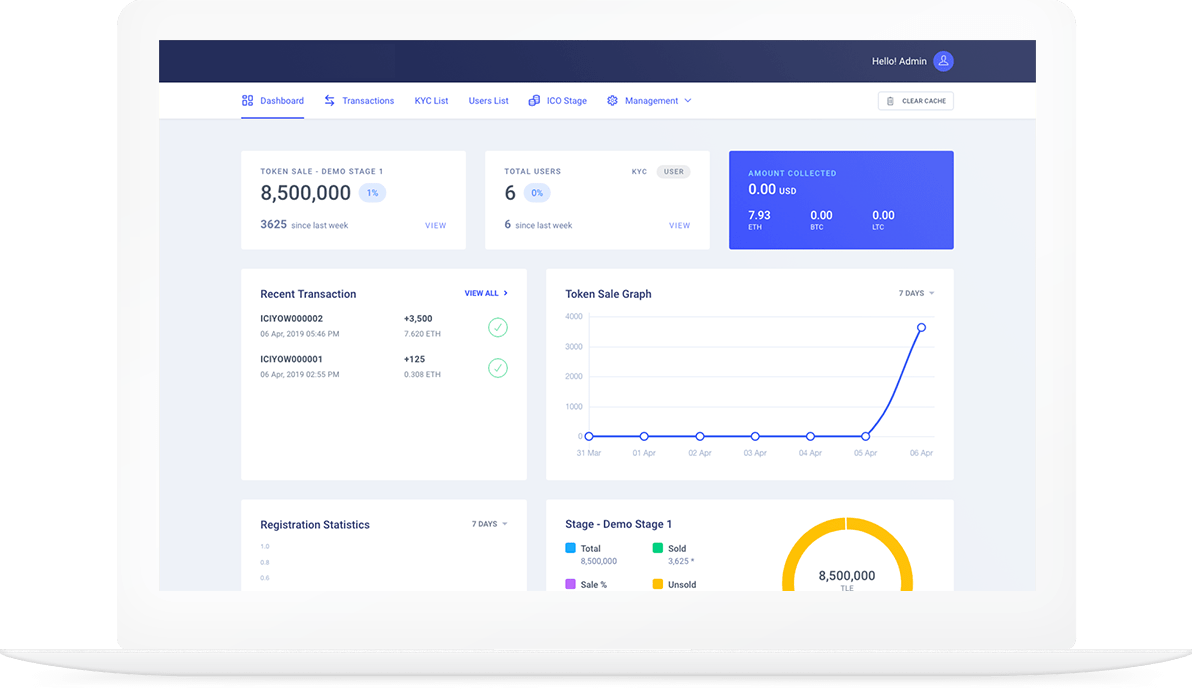 Hello! Admin
Dashboard Transactions KYC List Users List ICO Stage Management CLEAR CACHE
TOKEN SALE - DEMO STAGE 1
8,500,000 1%
3625 since last week VIEW
TOTAL USERS KYC USER
6 0%
6 since last week VIEW
AMOUNT COLLECTED
0.00 USD
7.93 0.00 0.00
ETH BTC LTC
Recent Transaction VIEW ALL
ICIYOW000002 +3,500
06 Apr, 2019 05:46 PM 7.620 ETH
ICIYOW000001 +125
06 Apr, 2019 02:55 PM 0.308 ETH
Token Sale Graph 7 DAYS
4000
3000
2000
1000
0
31 Mar 01 Apr 02 Apr 03 Apr 04 Apr 05 Apr 06 Apr
Registration Statistics 7 DAYS
1.0
0.8
0.6
Stage - Demo Stage 1
Total Sold
8,500,000 3,625 *
Sale % Unsold
8,500,000
TLE